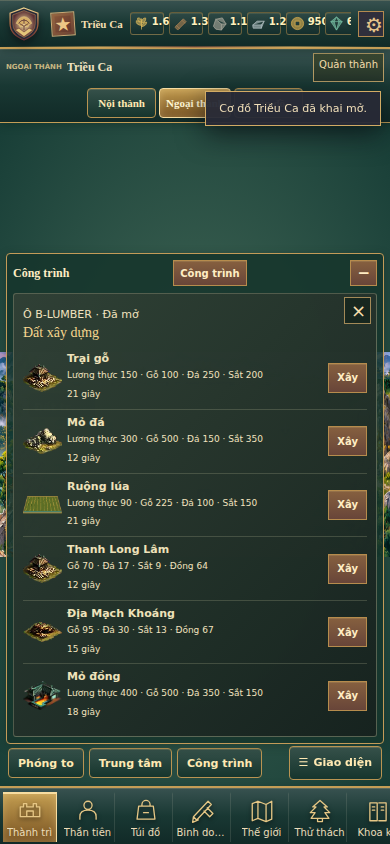 Triều Ca
1.6
1.3
1.1
1.2
950
NGOẠI THÀNH Triều Ca
Quản thành
Nội thành
Ngoại th
Cơ đồ Triều Ca đã khai mở.
Công trình
Công trình
−
Ô B-LUMBER · Đã mở
×
Đất xây dựng
Trại gỗ
Lương thực 150 · Gỗ 100 · Đá 250 · Sắt 200
21 giây
Xây
Mỏ đá
Lương thực 300 · Gỗ 500 · Đá 150 · Sắt 350
12 giây
Xây
Ruộng lúa
Lương thực 90 · Gỗ 225 · Đá 100 · Sắt 150
21 giây
Xây
Thanh Long Lâm
Gỗ 70 · Đá 17 · Sắt 9 · Đồng 64
12 giây
Xây
Địa Mạch Khoáng
Gỗ 95 · Đá 30 · Sắt 13 · Đồng 67
15 giây
Xây
Mỏ đồng
Lương thực 400 · Gỗ 500 · Đá 350 · Sắt 150
18 giây
Xây
Phóng to
Trung tâm
Công trình
☰ Giao diện
Thành trì
Thần tiên
Túi đồ
Binh do…
Thế giới
Thử thách
Khoa k